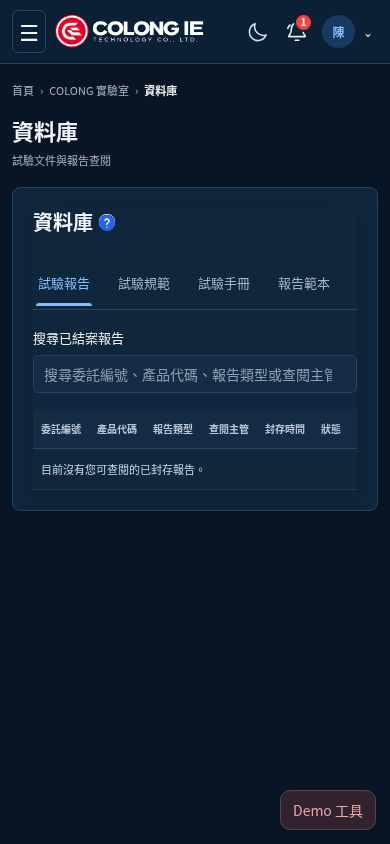 COLONG IE
TECHNOLOGY CO., LTD.
1
陳
首頁 › COLONG 實驗室 › 資料庫
資料庫
試驗文件與報告查閱
資料庫 ?
試驗報告 試驗規範 試驗手冊 報告範本
搜尋已結案報告
搜尋委託編號、產品代碼、報告類型或查閱主管
委託編號 產品代碼 報告類型 查閱主管 封存時間 狀態
目前沒有您可查閱的已封存報告。
Demo 工具